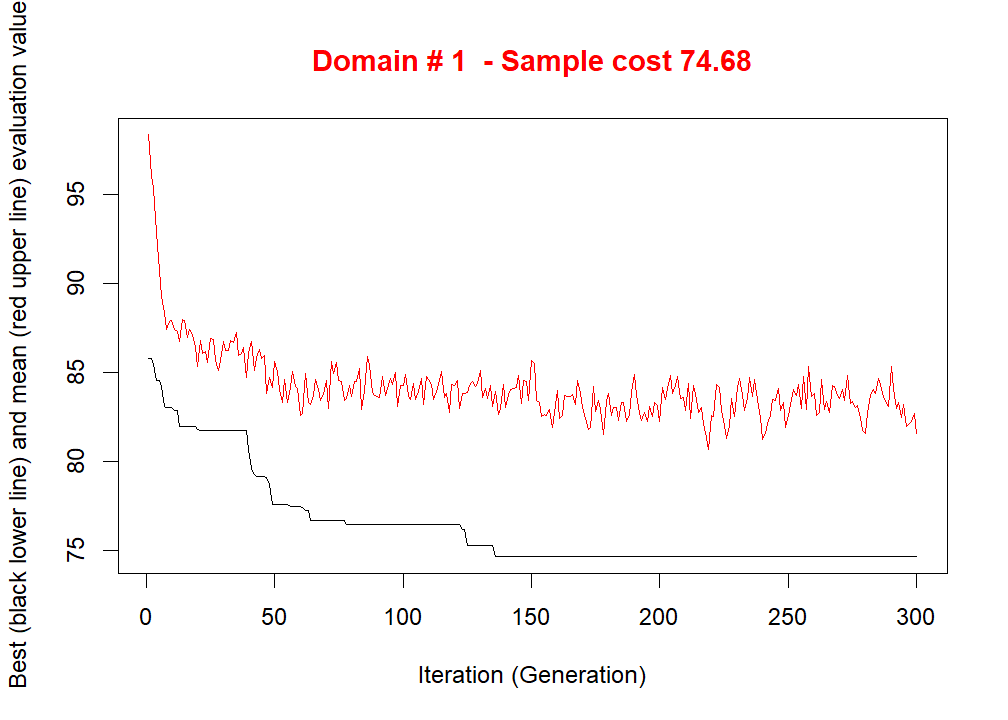 Domain # 1  - Sample cost 74.68
Best (black lower line) and mean (red upper line) evaluation value
95
90
85
80
75
0 50 100 150 200 250 300
Iteration (Generation)